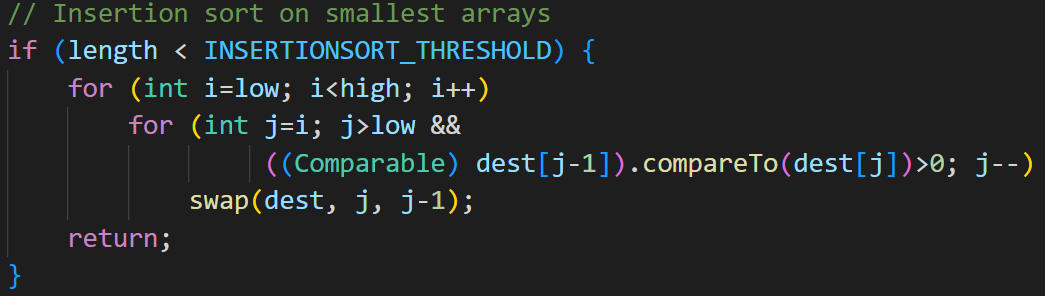 // Insertion sort on smallest arrays
if (length < INSERTIONSORT_THRESHOLD) {
    for (int i=low; i<high; i++)
        for (int j=i; j>low &&
                 ((Comparable) dest[j-1]).compareTo(dest[j])>0; j--)
            swap(dest, j, j-1);
    return;
}